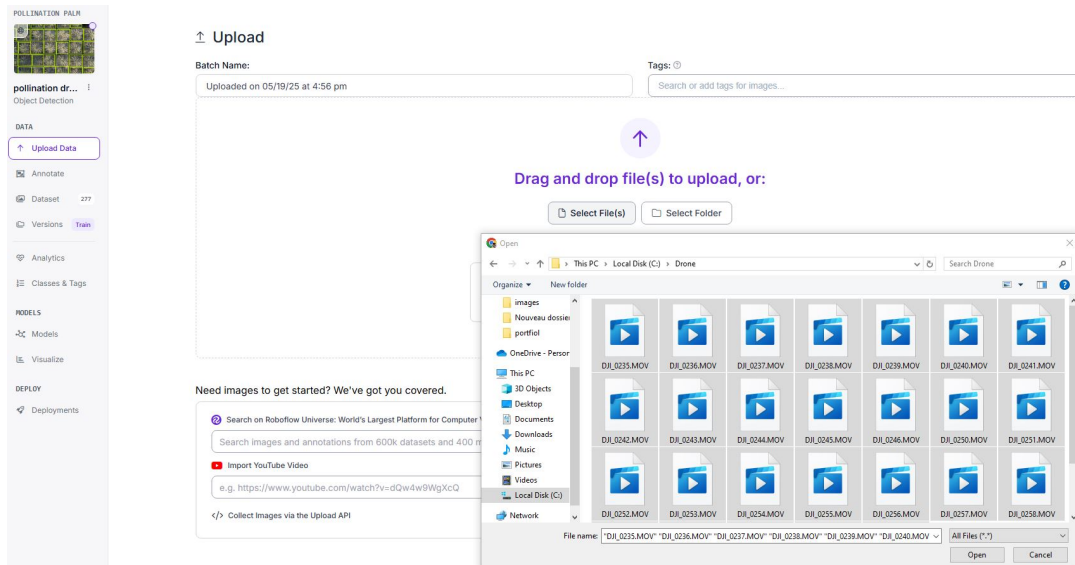 POLLINATION PALM
pollination dr...
Object Detection
DATA
Upload Data
Annotate
Dataset 277
Versions Train
Analytics
Classes & Tags
MODELS
Models
Visualize
DEPLOY
Deployments
Upload
Batch Name:
Uploaded on 05/19/25 at 4:56 pm
Tags:
Search or add tags for images...
Drag and drop file(s) to upload, or:
Select File(s) Select Folder
Need images to get started? We've got you covered.
Search on Roboflow Universe: World's Largest Platform for Computer
Search images and annotations from 600k datasets and 400 m
Import YouTube Video
e.g. https://www.youtube.com/watch?v=dQw4w9WgXcQ
</> Collect Images via the Upload API
Open
This PC > Local Disk (C:) > Drone
Search Drone
Organize New folder
images
Nouveau dossier
portfiol
OneDrive - Person
This PC
3D Objects
Desktop
Documents
Downloads
Music
Pictures
Videos
Local Disk (C:)
Network
DJI_0235.MOV DJI_0236.MOV DJI_0237.MOV DJI_0238.MOV DJI_0239.MOV DJI_0240.MOV DJI_0241.MOV
DJI_0242.MOV DJI_0243.MOV DJI_0244.MOV DJI_0245.MOV DJI_0246.MOV DJI_0250.MOV DJI_0251.MOV
DJI_0252.MOV DJI_0253.MOV DJI_0254.MOV DJI_0255.MOV DJI_0256.MOV DJI_0257.MOV DJI_0258.MOV
File name: "DJI_0235.MOV" "DJI_0236.MOV" "DJI_0237.MOV" "DJI_0238.MOV" "DJI_0239.MOV" "DJI_0240.MOV All Files (*.*)
Open Cancel